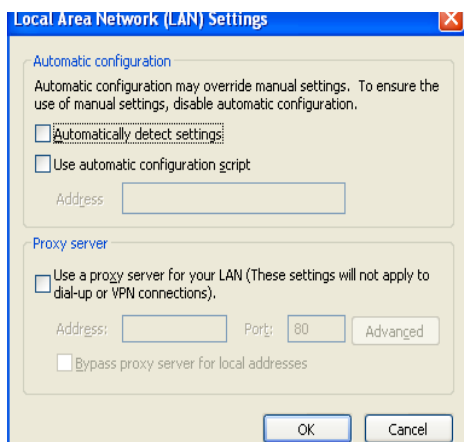 Local Area Network (LAN) Settings
Automatic configuration
Automatic configuration may override manual settings. To ensure the
use of manual settings, disable automatic configuration.
Automatically detect settings
Use automatic configuration script
Address
Proxy server
Use a proxy server for your LAN (These settings will not apply to
dial-up or VPN connections).
Address:
Port: 80 Advanced
Bypass proxy server for local addresses
OK Cancel